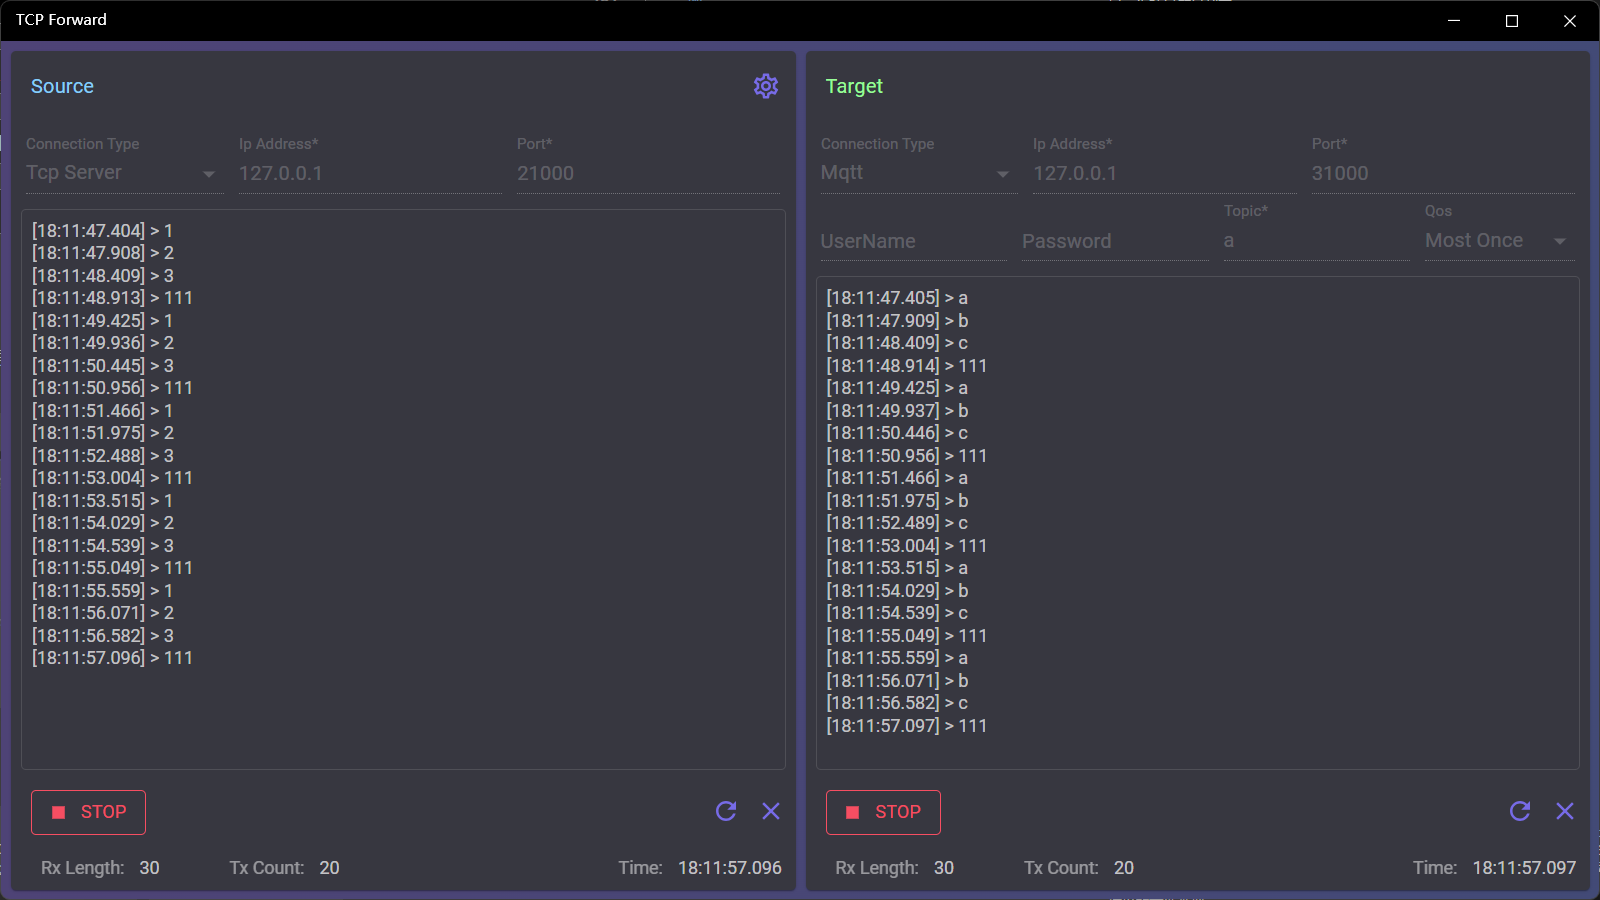 TCP Forward
Source
Connection Type Ip Address* Port*
Tcp Server 127.0.0.1 21000
[18:11:47.404] > 1
[18:11:47.908] > 2
[18:11:48.409] > 3
[18:11:48.913] > 111
[18:11:49.425] > 1
[18:11:49.936] > 2
[18:11:50.445] > 3
[18:11:50.956] > 111
[18:11:51.466] > 1
[18:11:51.975] > 2
[18:11:52.488] > 3
[18:11:53.004] > 111
[18:11:53.515] > 1
[18:11:54.029] > 2
[18:11:54.539] > 3
[18:11:55.049] > 111
[18:11:55.559] > 1
[18:11:56.071] > 2
[18:11:56.582] > 3
[18:11:57.096] > 111
STOP
Rx Length: 30 Tx Count: 20 Time: 18:11:57.096
Target
Connection Type Ip Address* Port*
Mqtt 127.0.0.1 31000
Topic* Qos
UserName Password a Most Once
[18:11:47.405] > a
[18:11:47.909] > b
[18:11:48.409] > c
[18:11:48.914] > 111
[18:11:49.425] > a
[18:11:49.937] > b
[18:11:50.446] > c
[18:11:50.956] > 111
[18:11:51.466] > a
[18:11:51.975] > b
[18:11:52.489] > c
[18:11:53.004] > 111
[18:11:53.515] > a
[18:11:54.029] > b
[18:11:54.539] > c
[18:11:55.049] > 111
[18:11:55.559] > a
[18:11:56.071] > b
[18:11:56.582] > c
[18:11:57.097] > 111
STOP
Rx Length: 30 Tx Count: 20 Time: 18:11:57.097